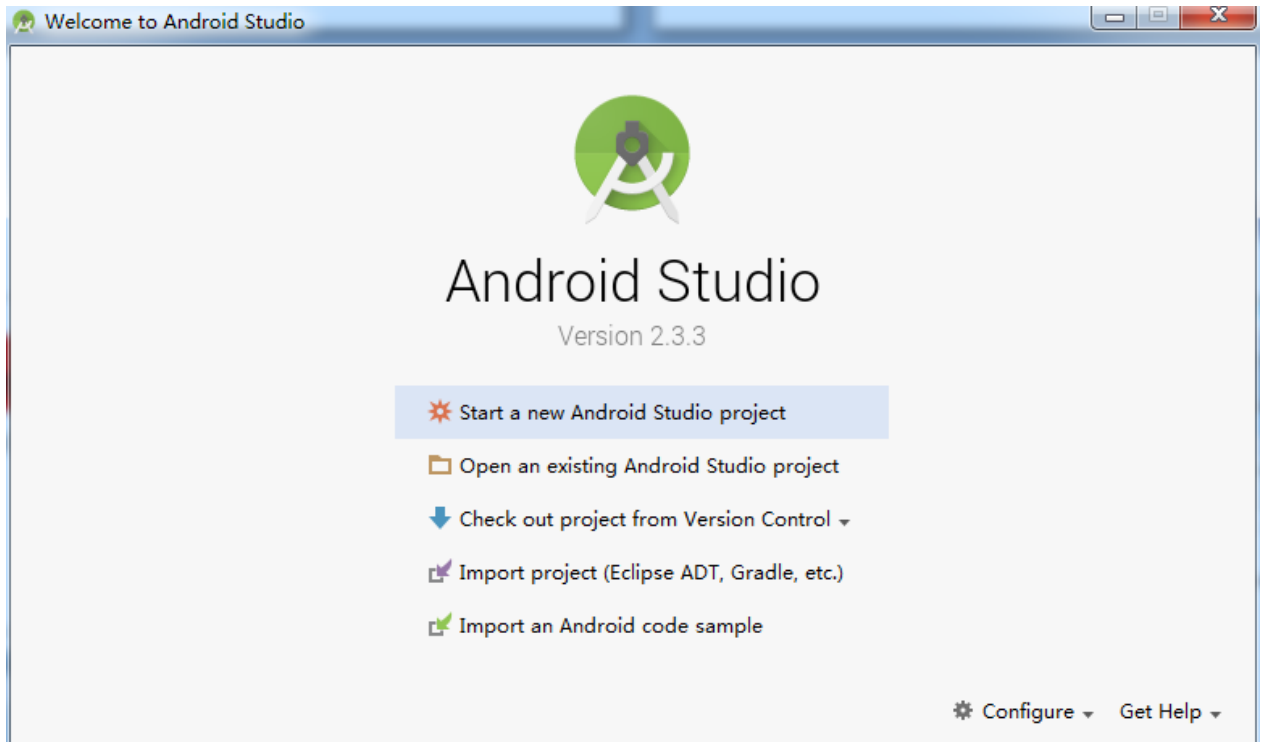 Welcome to Android Studio
Android Studio
Version 2.3.3
Start a new Android Studio project
Open an existing Android Studio project
Check out project from Version Control
Import project (Eclipse ADT, Gradle, etc.)
Import an Android code sample
Configure Get Help